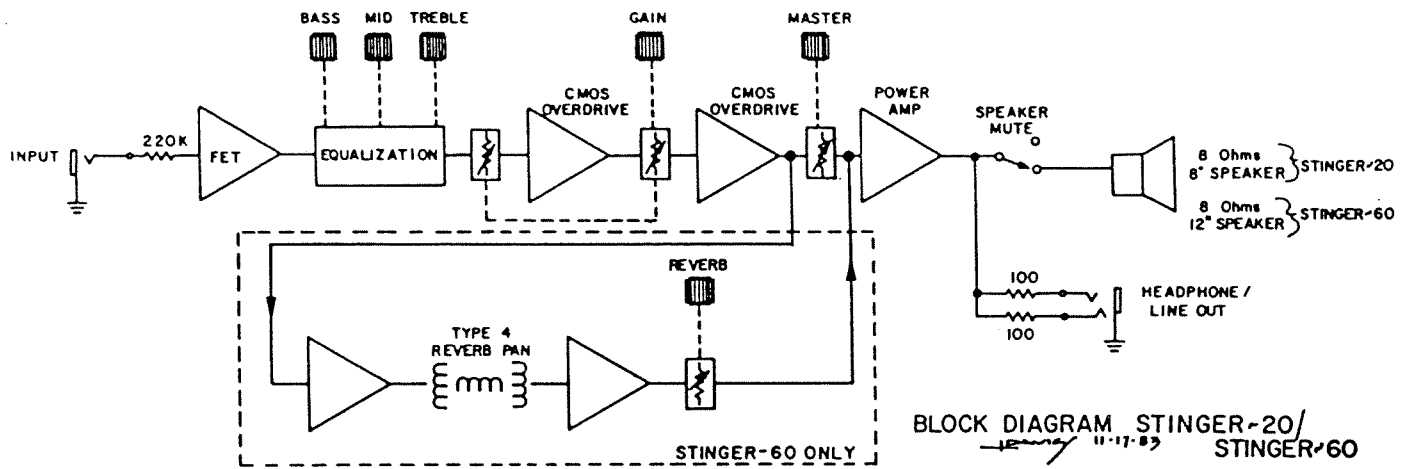 BASS MID TREBLE
GAIN
MASTER
CMOS
OVERDRIVE
CMOS
OVERDRIVE
POWER
AMP
SPEAKER
MUTE
INPUT
220K
FET
EQUALIZATION
8 Ohms
8" SPEAKER
STINGER-20
8 Ohms
12" SPEAKER
STINGER-60
REVERB
TYPE 4
REVERB PAN
100
100
HEADPHONE/
LINE OUT
STINGER-60 ONLY
BLOCK DIAGRAM STINGER-20/
11-17-83
STINGER-60